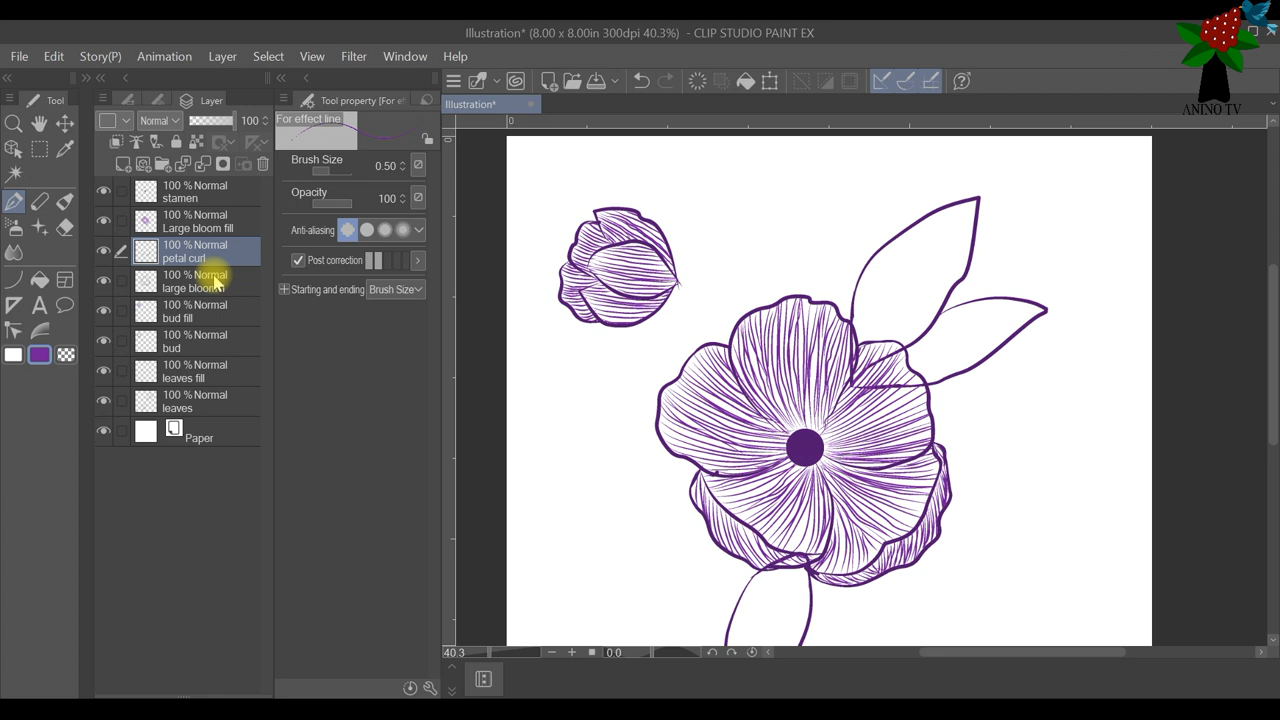 Illustration* (8.00 x 8.00in 300dpi 40.3%) - CLIP STUDIO PAINT EX
File Edit Story(P) Animation Layer Select View Filter Window Help
Tool
Layer
Tool property [For ef
Illustration*
ANINO TV
Normal 100
For effect line
Brush Size 0.50
Opacity 100
Anti-aliasing
Post correction
Starting and ending Brush Size
100 % Normal
stamen
100 % Normal
Large bloom fill
100 % Normal
petal curl
100 % Normal
large bloom
100 % Normal
bud fill
100 % Normal
bud
100 % Normal
leaves fill
100 % Normal
leaves
Paper
0
0
40.3
0.0